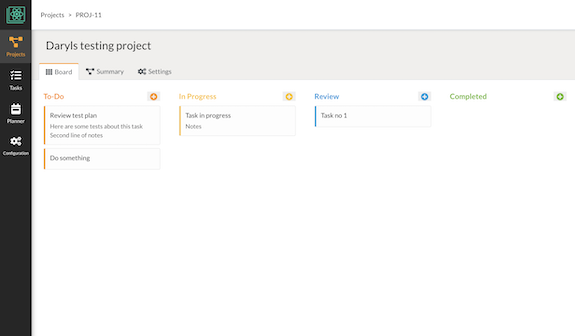 Projects > PROJ-11
Projects
Tasks
Planner
Configuration
Daryls testing project
Board
Summary
Settings
To-Do
Review test plan
Here are some tests about this task
Second line of notes
Do something
In Progress
Task in progress
Notes
Review
Task no 1
Completed